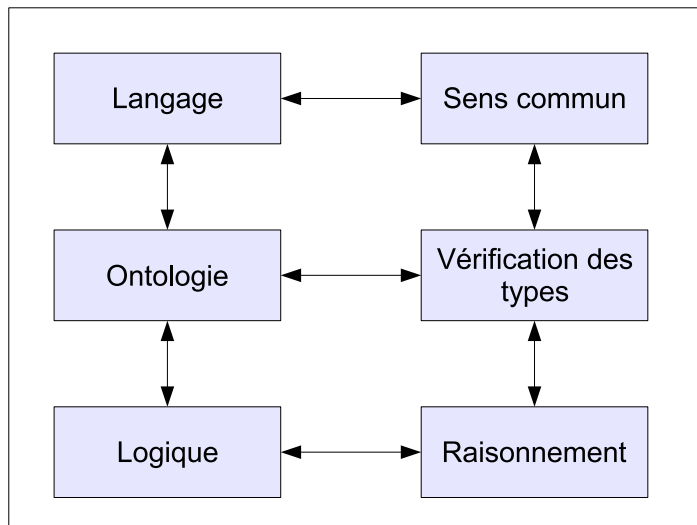 Langage
Sens commun
Ontologie
Vérification des
types
Logique
Raisonnement